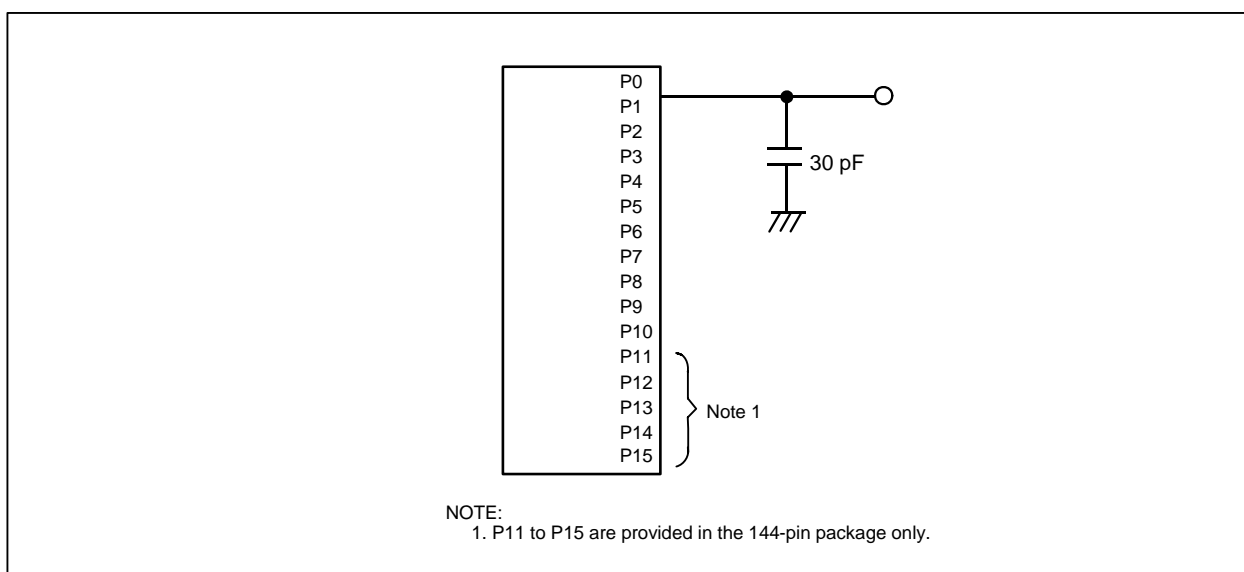 P0
P1
P2
P3
P4
P5
P6
P7
P8
P9
P10
P11
P12
P13
P14
P15
30 pF
Note 1
NOTE:
1. P11 to P15 are provided in the 144-pin package only.